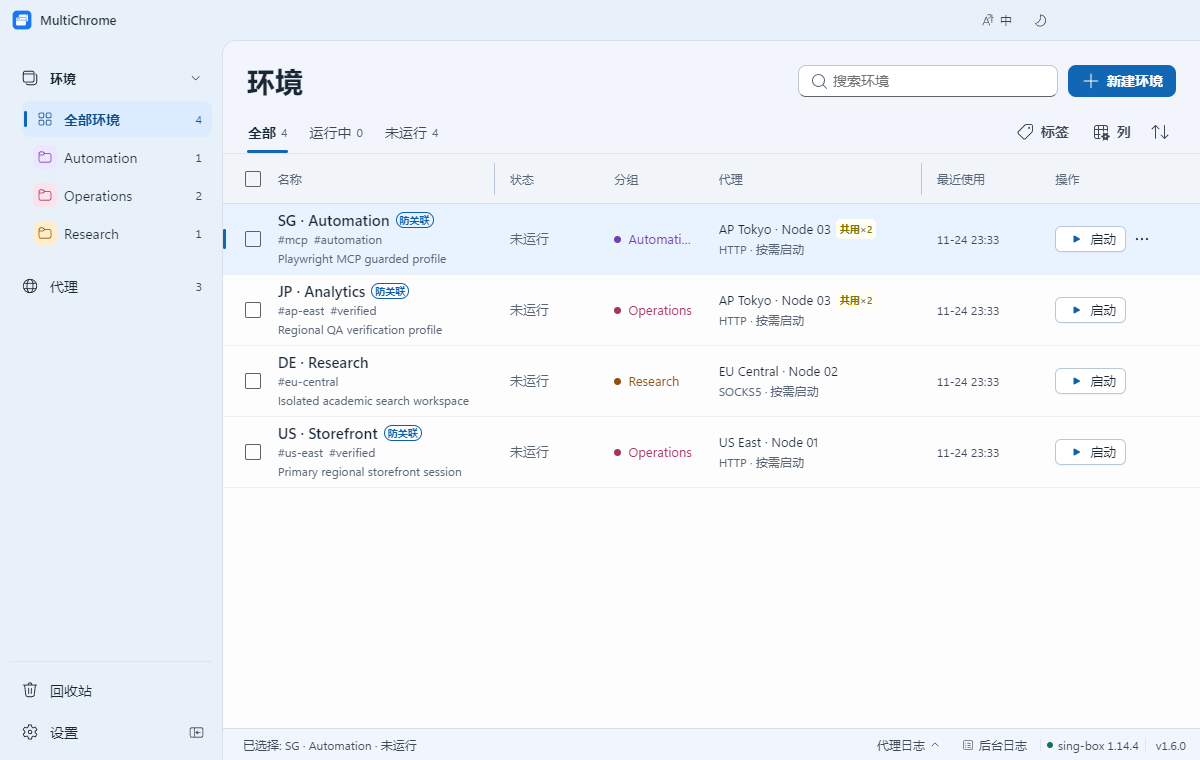 MultiChrome
中
环境
全部环境 4
Automation 1
Operations 2
Research 1
代理 3
回收站
设置
环境
搜索环境
新建环境
全部 4 运行中 0 未运行 4
标签 列
名称 状态 分组 代理 最近使用 操作
SG · Automation 防关联
#mcp #automation
Playwright MCP guarded profile
未运行
Automati...
AP Tokyo · Node 03 共用×2
HTTP · 按需启动
11-24 23:33
启动
JP · Analytics 防关联
#ap-east #verified
Regional QA verification profile
未运行
Operations
AP Tokyo · Node 03 共用×2
HTTP · 按需启动
11-24 23:33
启动
DE · Research
#eu-central
Isolated academic search workspace
未运行
Research
EU Central · Node 02
SOCKS5 · 按需启动
11-24 23:33
启动
US · Storefront 防关联
#us-east #verified
Primary regional storefront session
未运行
Operations
US East · Node 01
HTTP · 按需启动
11-24 23:33
启动
已选择: SG · Automation · 未运行
代理日志 后台日志 sing-box 1.14.4 v1.6.0